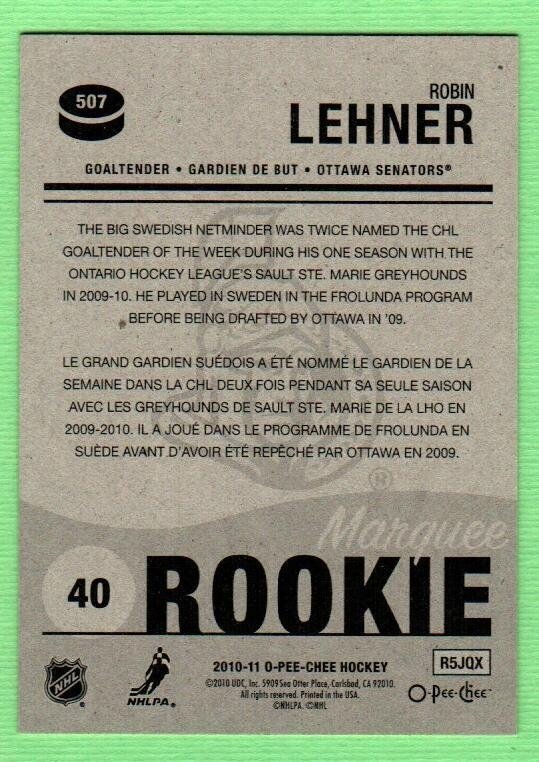 507
ROBIN
LEHNER
GOALTENDER • GARDIEN DE BUT • OTTAWA SENATORS®
THE BIG SWEDISH NETMINDER WAS TWICE NAMED THE CHL
GOALTENDER OF THE WEEK DURING HIS ONE SEASON WITH THE
ONTARIO HOCKEY LEAGUE'S SAULT STE. MARIE GREYHOUNDS
IN 2009-10. HE PLAYED IN SWEDEN IN THE FROLUNDA PROGRAM
BEFORE BEING DRAFTED BY OTTAWA IN '09.
LE GRAND GARDIEN SUÉDOIS A ÉTÉ NOMMÉ LE GARDIEN DE LA
SEMAINE DANS LA CHL DEUX FOIS PENDANT SA SEULE SAISON
AVEC LES GREYHOUNDS DE SAULT STE. MARIE DE LA LHO EN
2009-2010. IL A JOUÉ DANS LE PROGRAMME DE FROLUNDA EN
SUÈDE AVANT D'AVOIR ÉTÉ REPÊCHÉ PAR OTTAWA EN 2009.
®
Marquee
40 ROOKIE
2010-11 O-PEE-CHEE HOCKEY
©2010 UDC, Inc. 5909 Sea Otter Place, Carlsbad, CA 92010.
All rights reserved. Printed in the USA.
©NHLPA. ©NHL
NHL
NHLPA®
R5JQX
O-Pee-Chee™